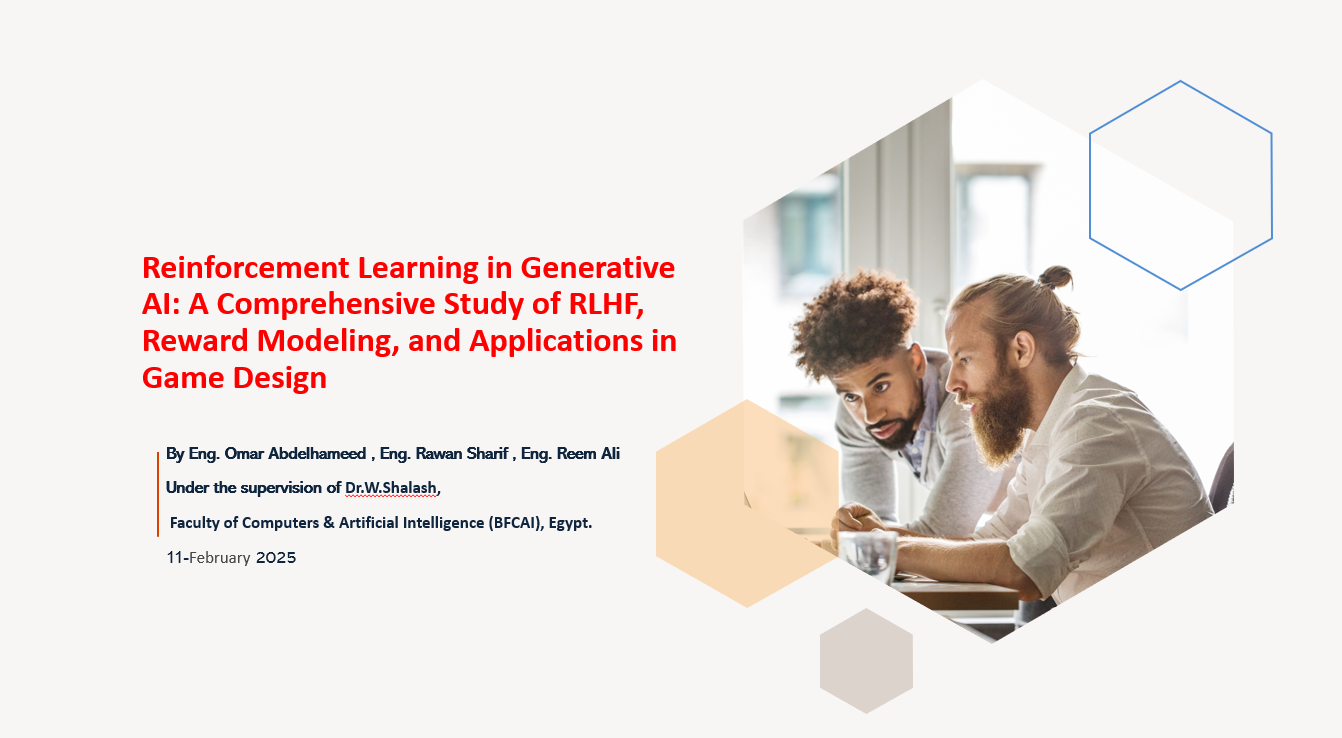 Reinforcement Learning in Generative
AI: A Comprehensive Study of RLHF,
Reward Modeling, and Applications in
Game Design
By Eng. Omar Abdelhameed , Eng. Rawan Sharif , Eng. Reem Ali
Under the supervision of Dr.W.Shalash,
Faculty of Computers & Artificial Intelligence (BFCAI), Egypt.
11-February 2025